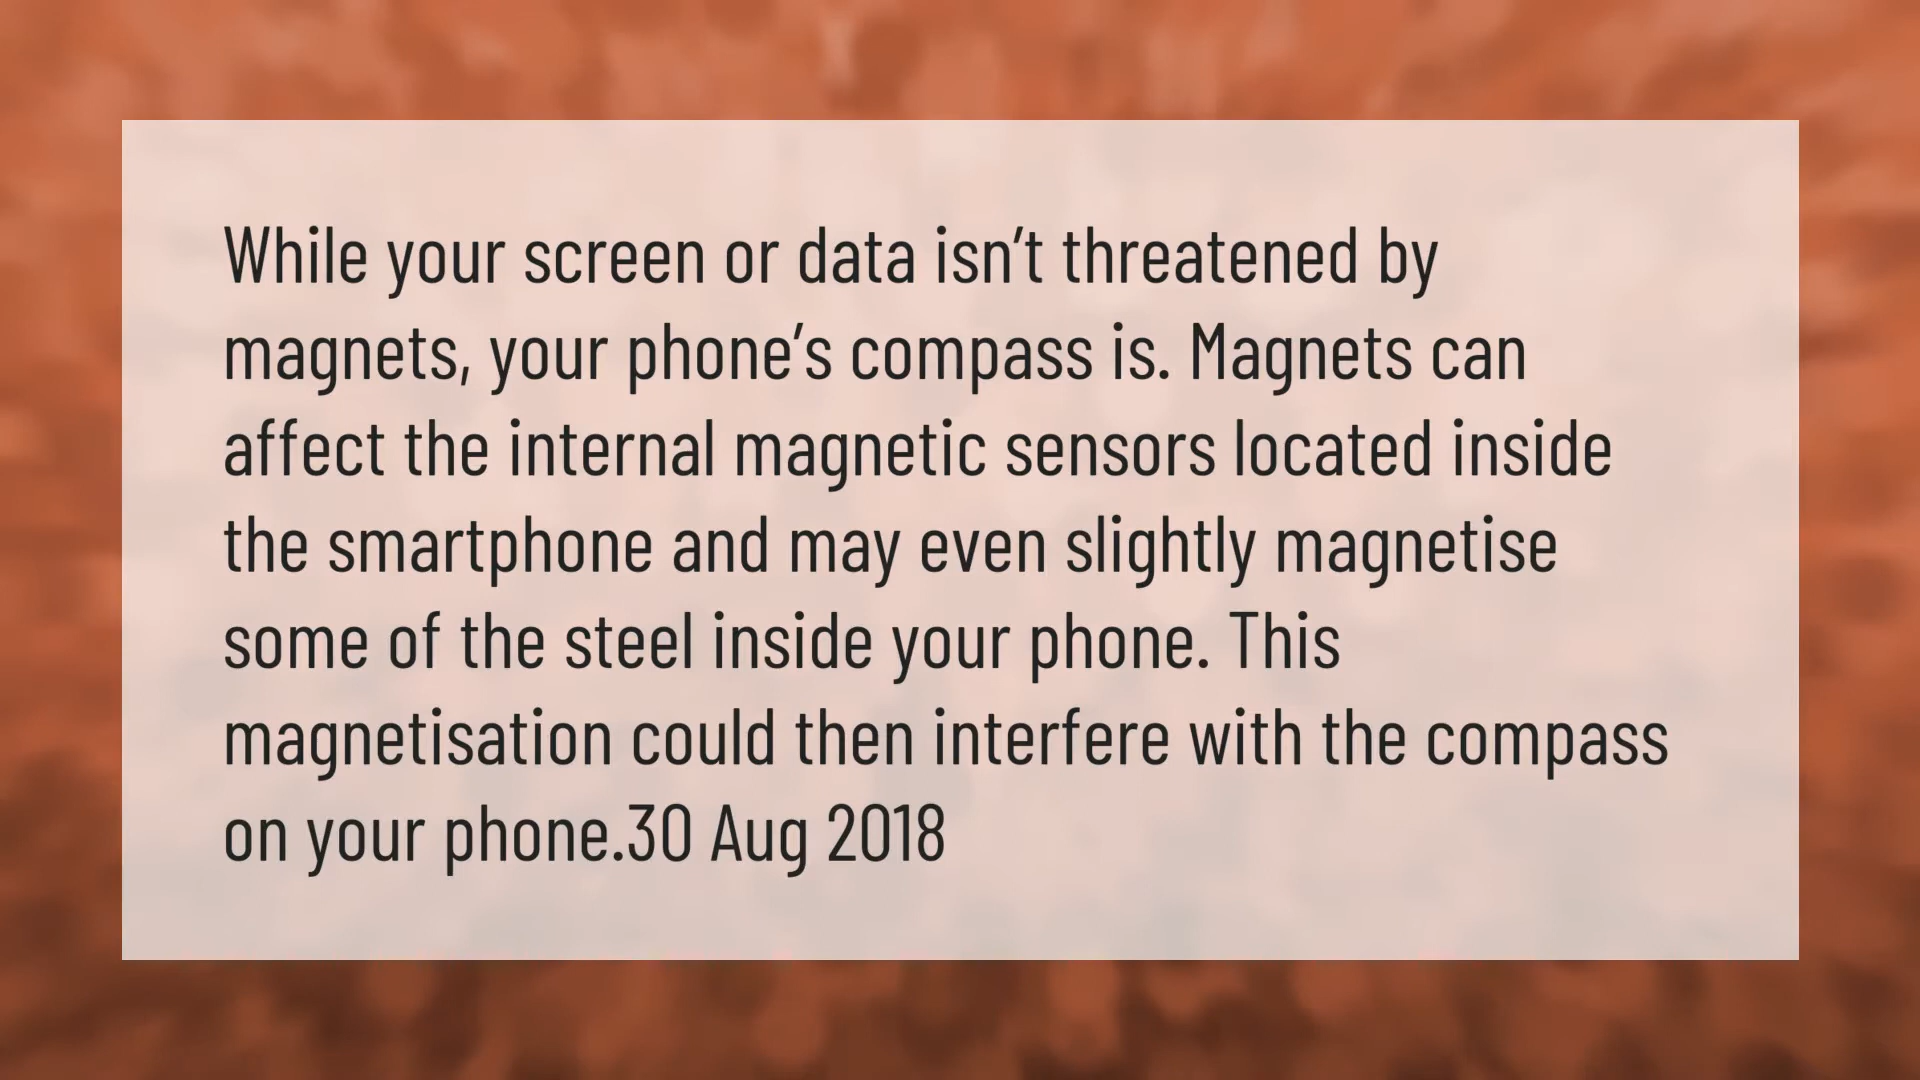 While your screen or data isn’t threatened by
magnets, your phone’s compass is. Magnets can
affect the internal magnetic sensors located inside
the smartphone and may even slightly magnetise
some of the steel inside your phone. This
magnetisation could then interfere with the compass
on your phone.30 Aug 2018